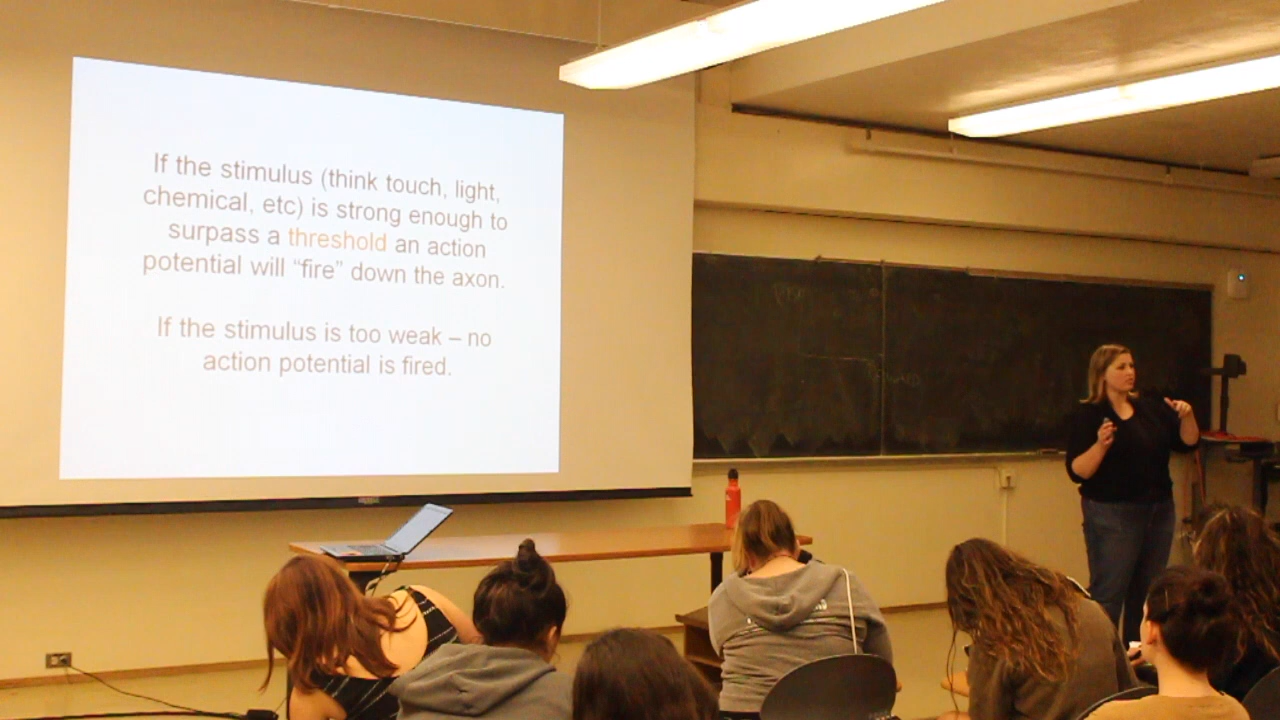 If the stimulus (think touch, light,
chemical, etc) is strong enough to
surpass a threshold an action
potential will “fire” down the axon.
If the stimulus is too weak – no
action potential is fired.